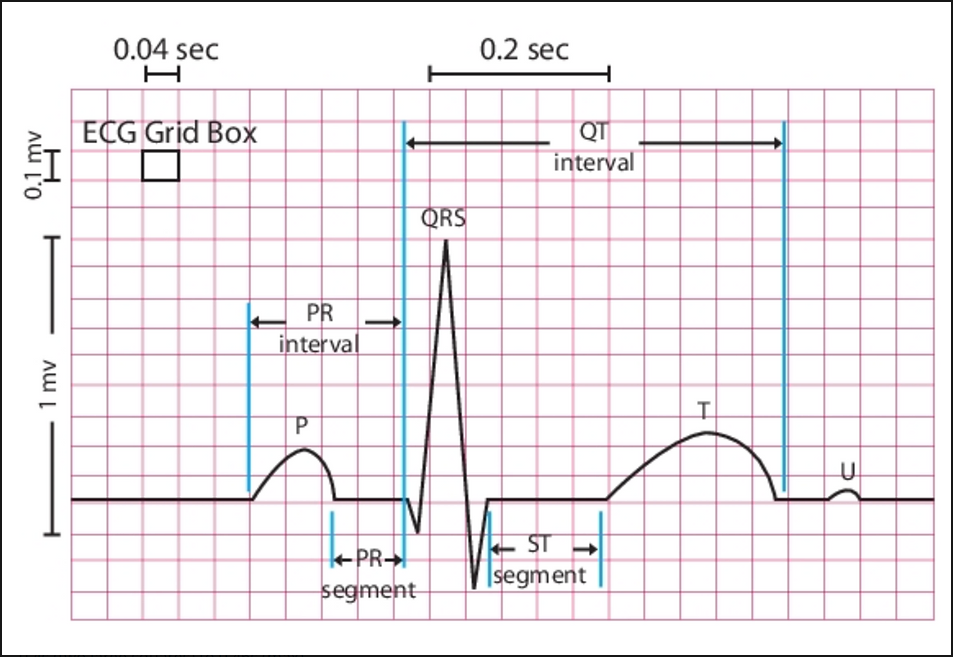 0.04 sec
0.2 sec
ECG Grid Box
0.1 mv
QT
interval
QRS
PR
interval
1 mv
P
T
U
PR
segment
ST
segment